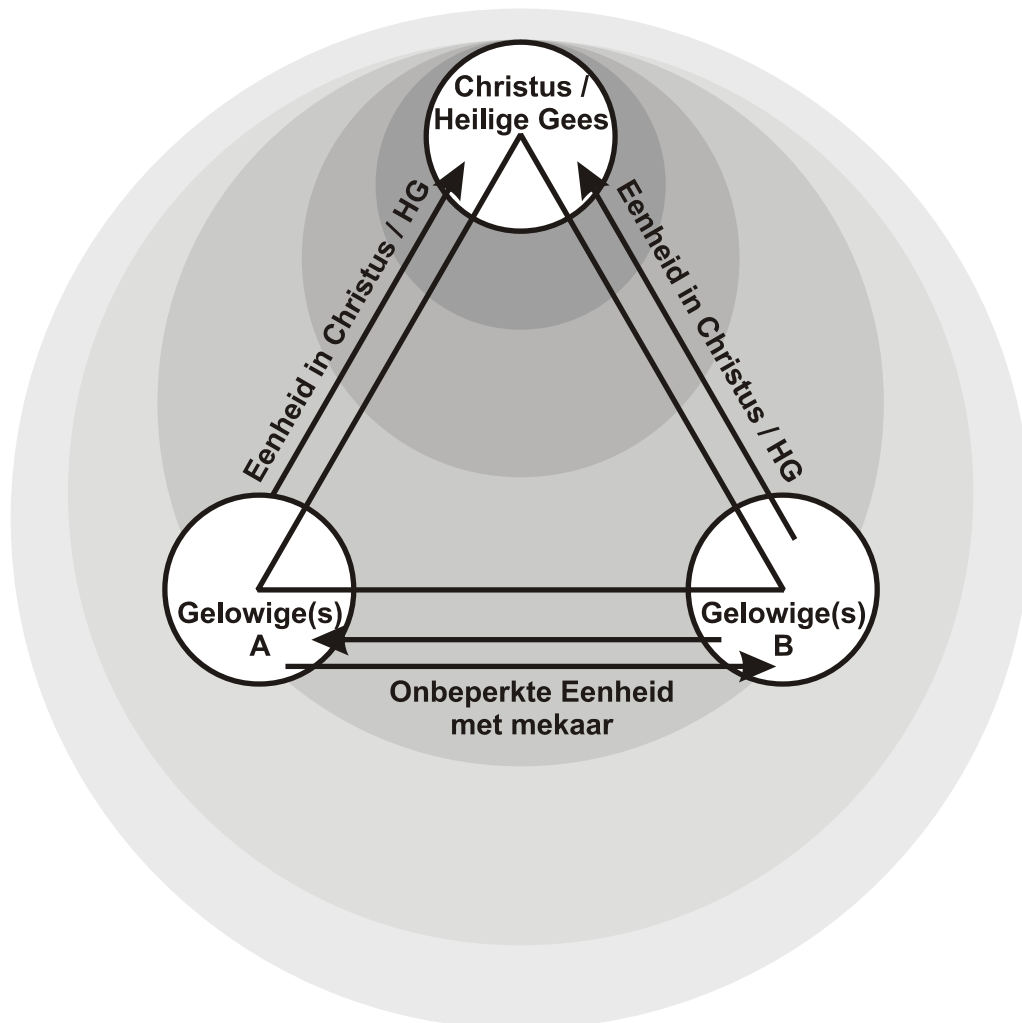 Christus /
Heilige Gees
Eenheid in Christus / HG
Eenheid in Christus / HG
Gelowige(s)
A
Gelowige(s)
B
Onbeperkte Eenheid
met mekaar